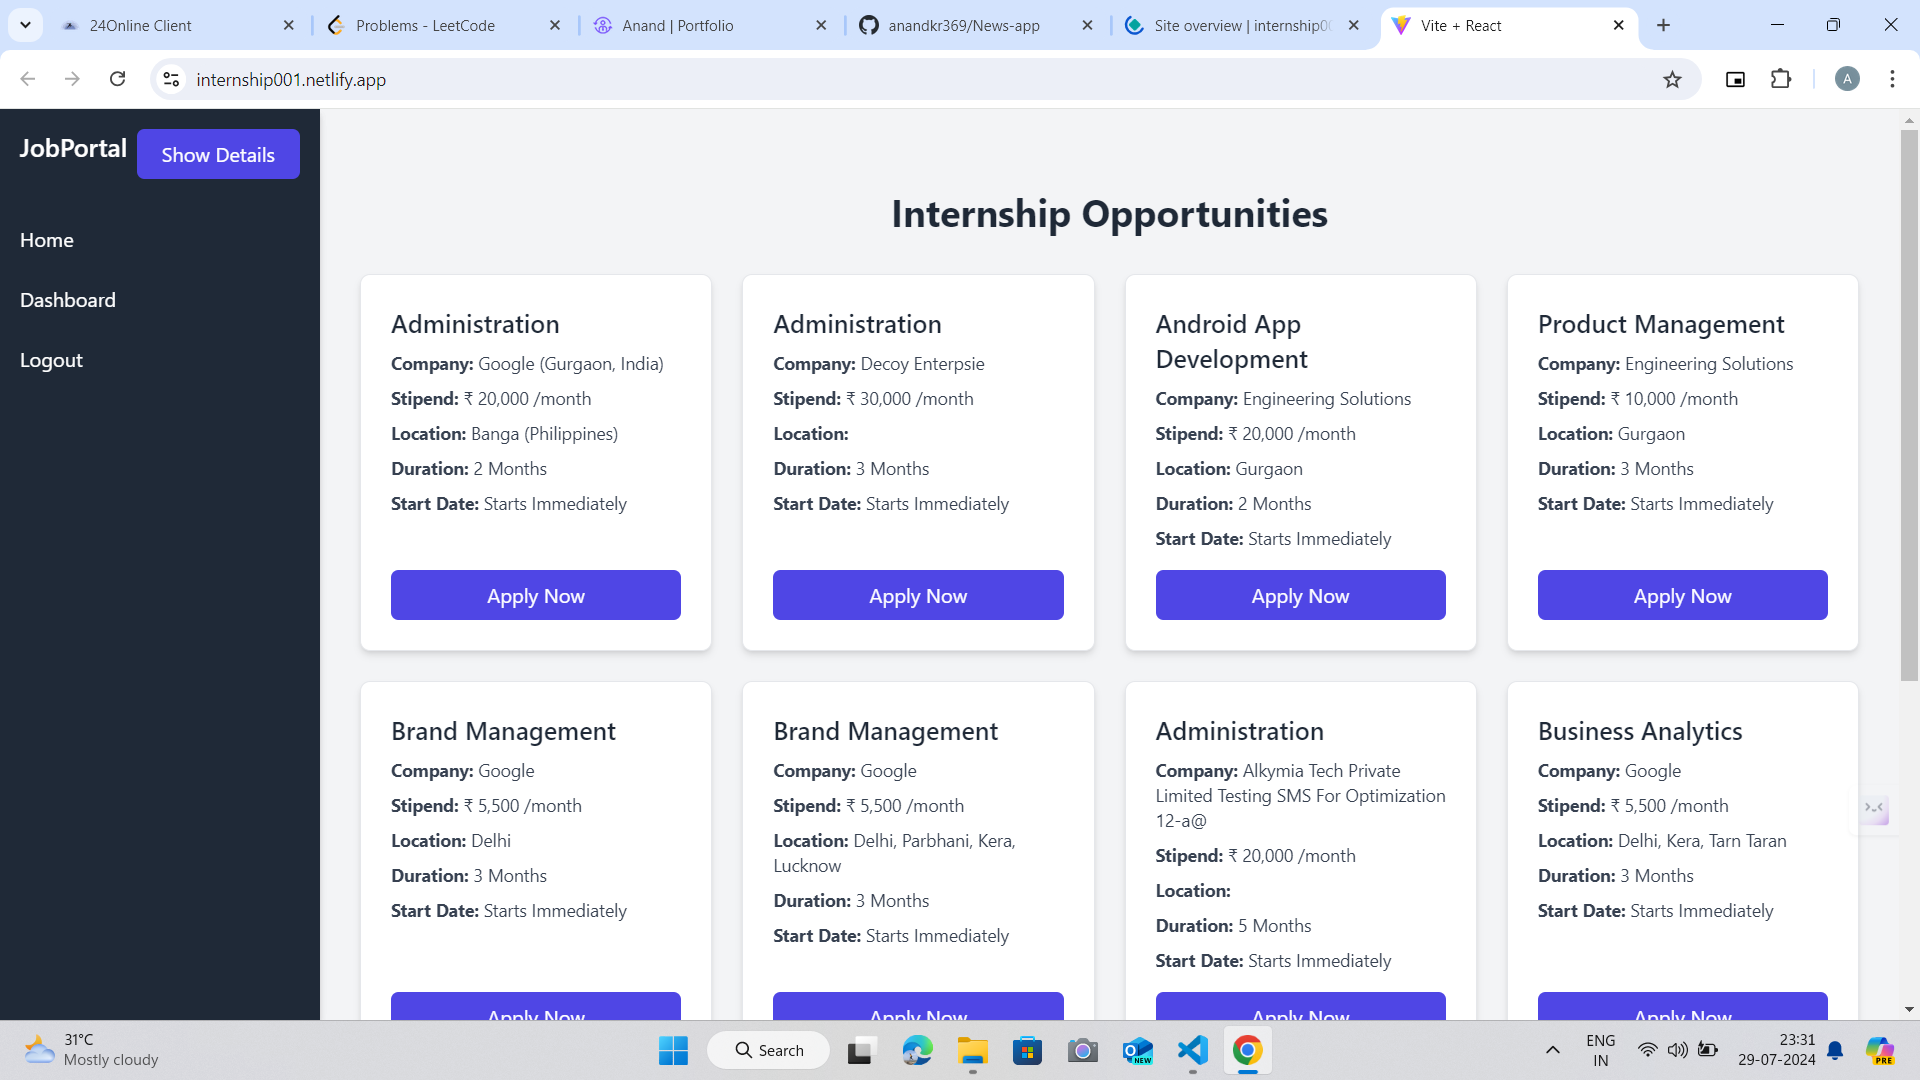 24Online Client
Problems - LeetCode
Anand | Portfolio
anandkr369/News-app
Site overview | internship00
Vite + React
internship001.netlify.app
A
JobPortal
Show Details
Home
Dashboard
Logout
Internship Opportunities
Administration
Company: Google (Gurgaon, India)
Stipend: ₹ 20,000 /month
Location: Banga (Philippines)
Duration: 2 Months
Start Date: Starts Immediately
Apply Now
Administration
Company: Decoy Enterpsie
Stipend: ₹ 30,000 /month
Location:
Duration: 3 Months
Start Date: Starts Immediately
Apply Now
Android App
Development
Company: Engineering Solutions
Stipend: ₹ 20,000 /month
Location: Gurgaon
Duration: 2 Months
Start Date: Starts Immediately
Apply Now
Product Management
Company: Engineering Solutions
Stipend: ₹ 10,000 /month
Location: Gurgaon
Duration: 3 Months
Start Date: Starts Immediately
Apply Now
Brand Management
Company: Google
Stipend: ₹ 5,500 /month
Location: Delhi
Duration: 3 Months
Start Date: Starts Immediately
Apply Now
Brand Management
Company: Google
Stipend: ₹ 5,500 /month
Location: Delhi, Parbhani, Kera,
Lucknow
Duration: 3 Months
Start Date: Starts Immediately
Apply Now
Administration
Company: Alkymia Tech Private
Limited Testing SMS For Optimization
12-a@
Stipend: ₹ 20,000 /month
Location:
Duration: 5 Months
Start Date: Starts Immediately
Apply Now
Business Analytics
Company: Google
Stipend: ₹ 5,500 /month
Location: Delhi, Kera, Tarn Taran
Duration: 3 Months
Start Date: Starts Immediately
Apply Now
31°C
Mostly cloudy
Search
NEW
ENG
IN
23:31
29-07-2024
PRE